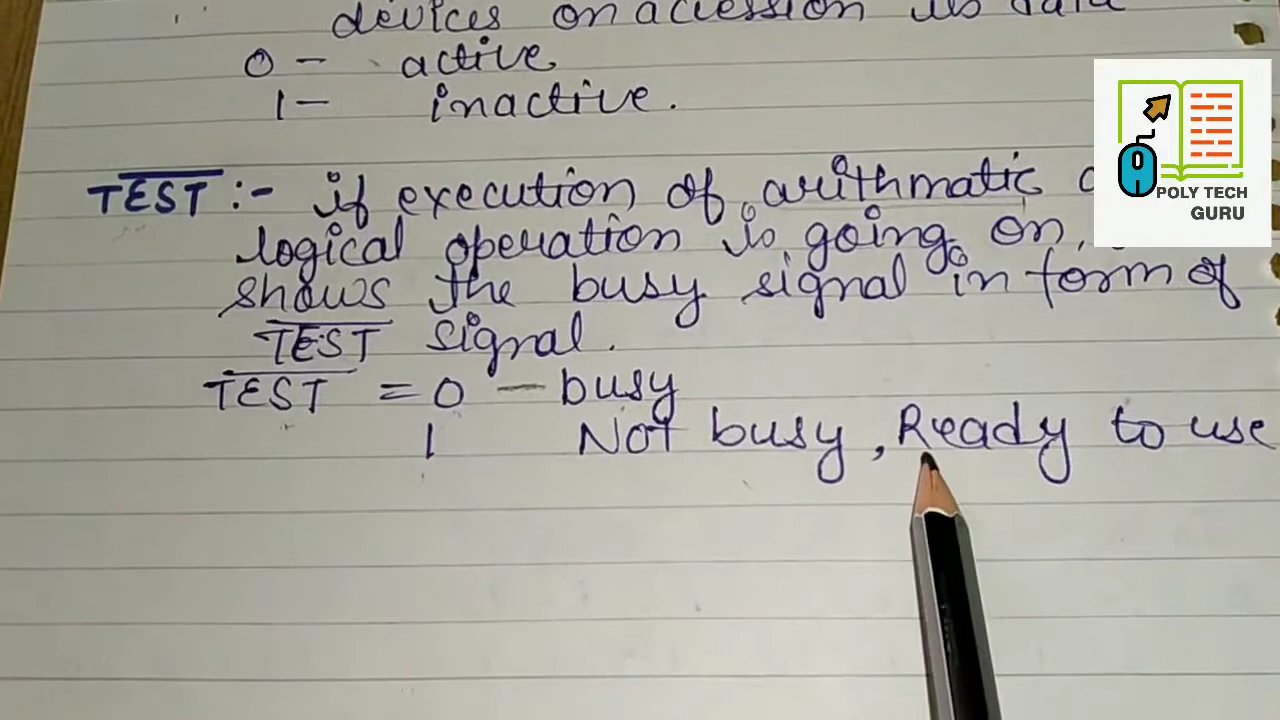 devices on accession its data
0 - active
1 - inactive.
TEST :- if execution of arithmatic
logical operation is going on,
shows the busy signal in form of
TEST signal.
TEST = 0 - busy
1 Not busy, Ready to use
POLY TECH
GURU